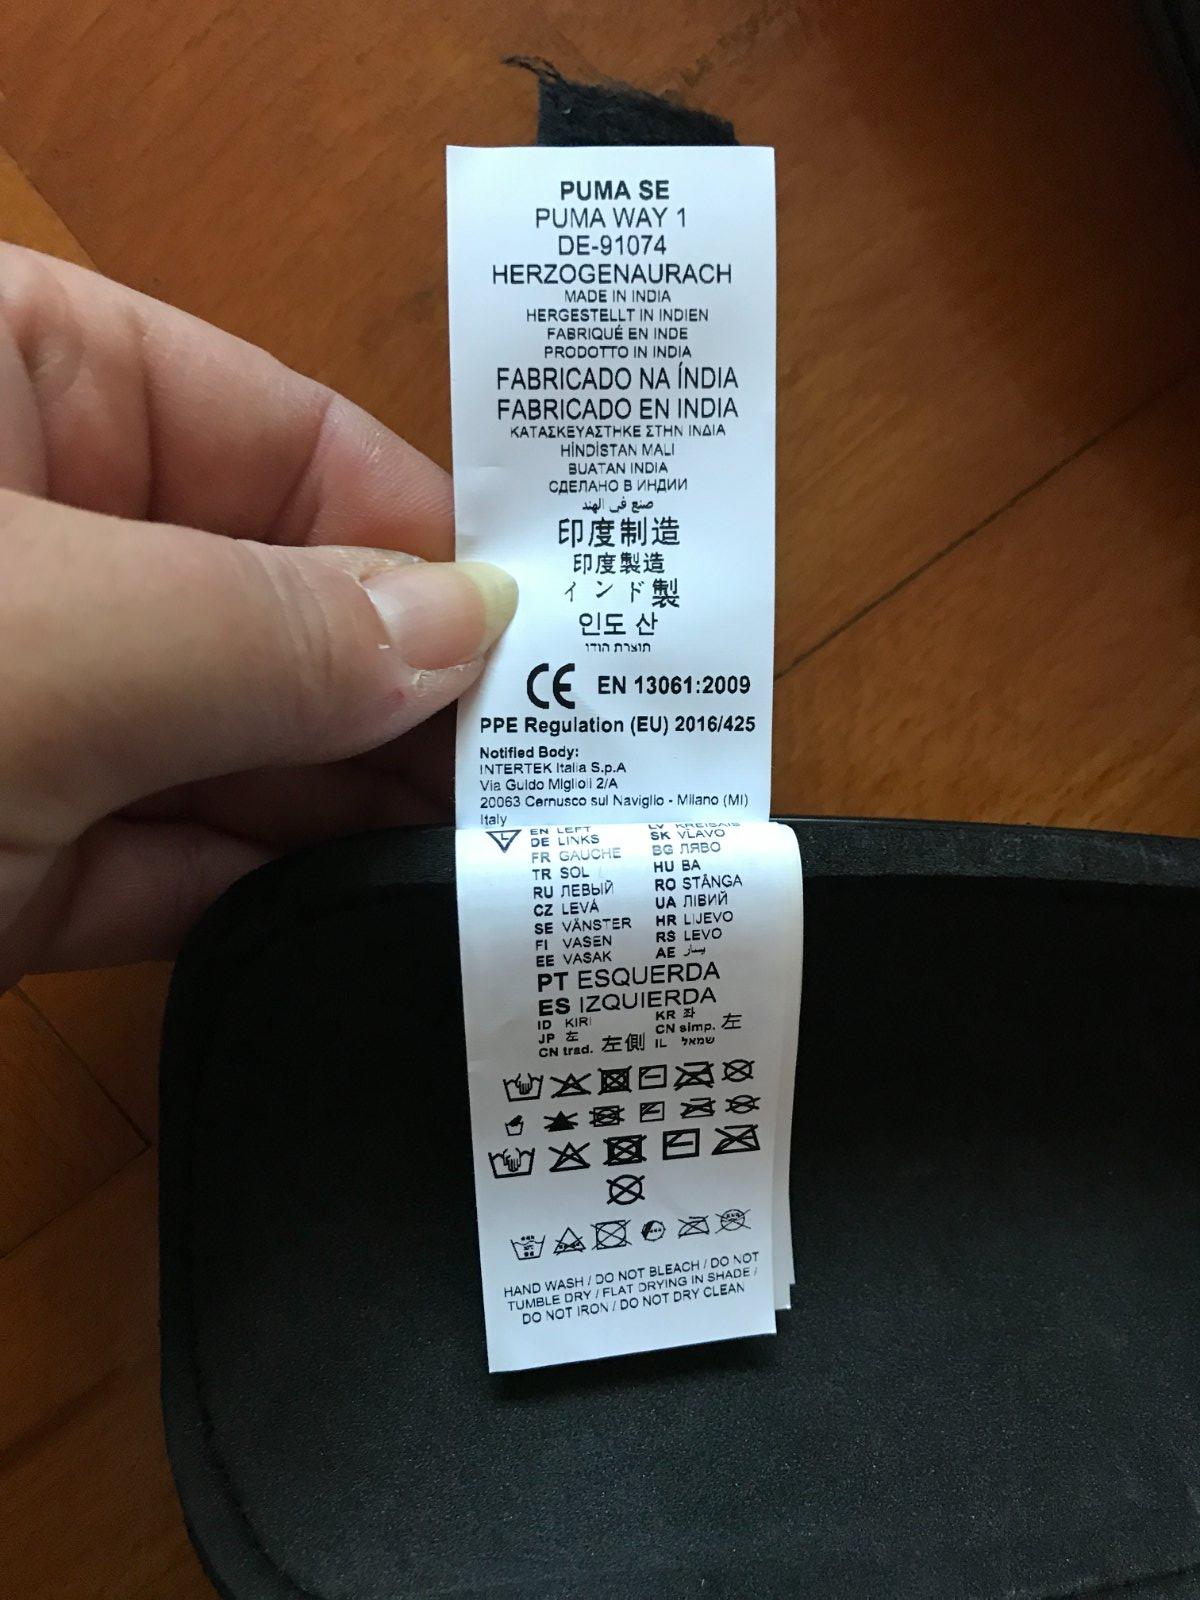 PUMA SE
PUMA WAY 1
DE-91074
HERZOGENAURACH
MADE IN INDIA
HERGESTELLT IN INDIEN
FABRIQUÉ EN INDE
PRODOTTO IN INDIA
FABRICADO NA ÍNDIA
FABRICADO EN INDIA
ΚΑΤΑΣΚΕΥΑΣΤΗΚΕ ΣΤΗΝ ΙΝΔΙΑ
HİNDİSTAN MALI
BUATAN INDIA
СДЕЛАНО В ИНДИИ
صنع في الهند
印度制造
印度製造
インド製
인도 산
תוצרת הודו
CE EN 13061:2009
PPE Regulation (EU) 2016/425
Notified Body:
INTERTEK Italia S.p.A
Via Guido Miglioli 2/A
20063 Cernusco sul Naviglio - Milano (MI)
Italy
L EN LEFT LV KREISAIS
DE LINKS SK VĽAVO
FR GAUCHE BG ЛЯВО
TR SOL HU BA
RU ЛЕВЫЙ RO STÂNGA
CZ LEVÁ UA ЛІВИЙ
SE VÄNSTER HR LIJEVO
FI VASEN RS LEVO
EE VASAK AE يسار
PT ESQUERDA
ES IZQUIERDA
ID KIRI KR 좌
JP 左 CN simp. 左
CN trad. 左側 IL שמאל
HAND WASH / DO NOT BLEACH / DO NOT
TUMBLE DRY / FLAT DRYING IN SHADE /
DO NOT IRON / DO NOT DRY CLEAN